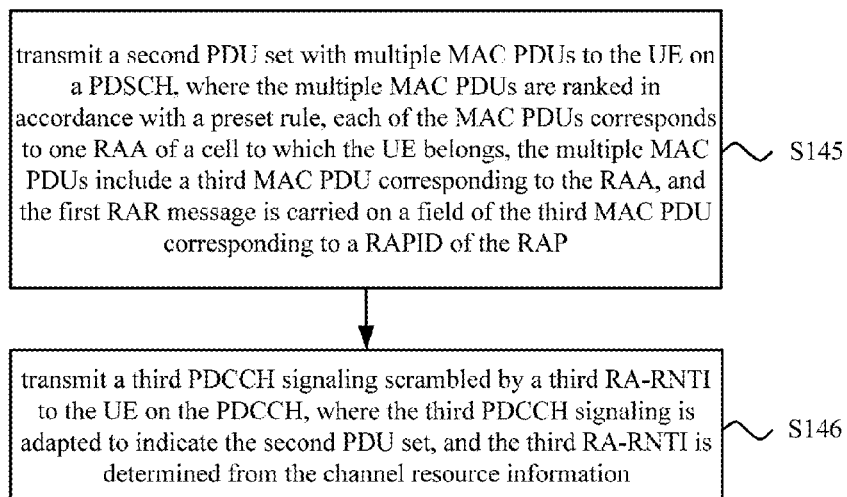 transmit a second PDU set with multiple MAC PDUs to the UE on
a PDSCH, where the multiple MAC PDUs are ranked in
accordance with a preset rule, each of the MAC PDUs corresponds
to one RAA of a cell to which the UE belongs, the multiple MAC
PDUs include a third MAC PDU corresponding to the RAA, and
the first RAR message is carried on a field of the third MAC PDU
corresponding to a RAPID of the RAP
S145
transmit a third PDCCH signaling scrambled by a third RA-RNTI
to the UE on the PDCCH, where the third PDCCH signaling is
adapted to indicate the second PDU set, and the third RA-RNTI is
determined from the channel resource information
S146